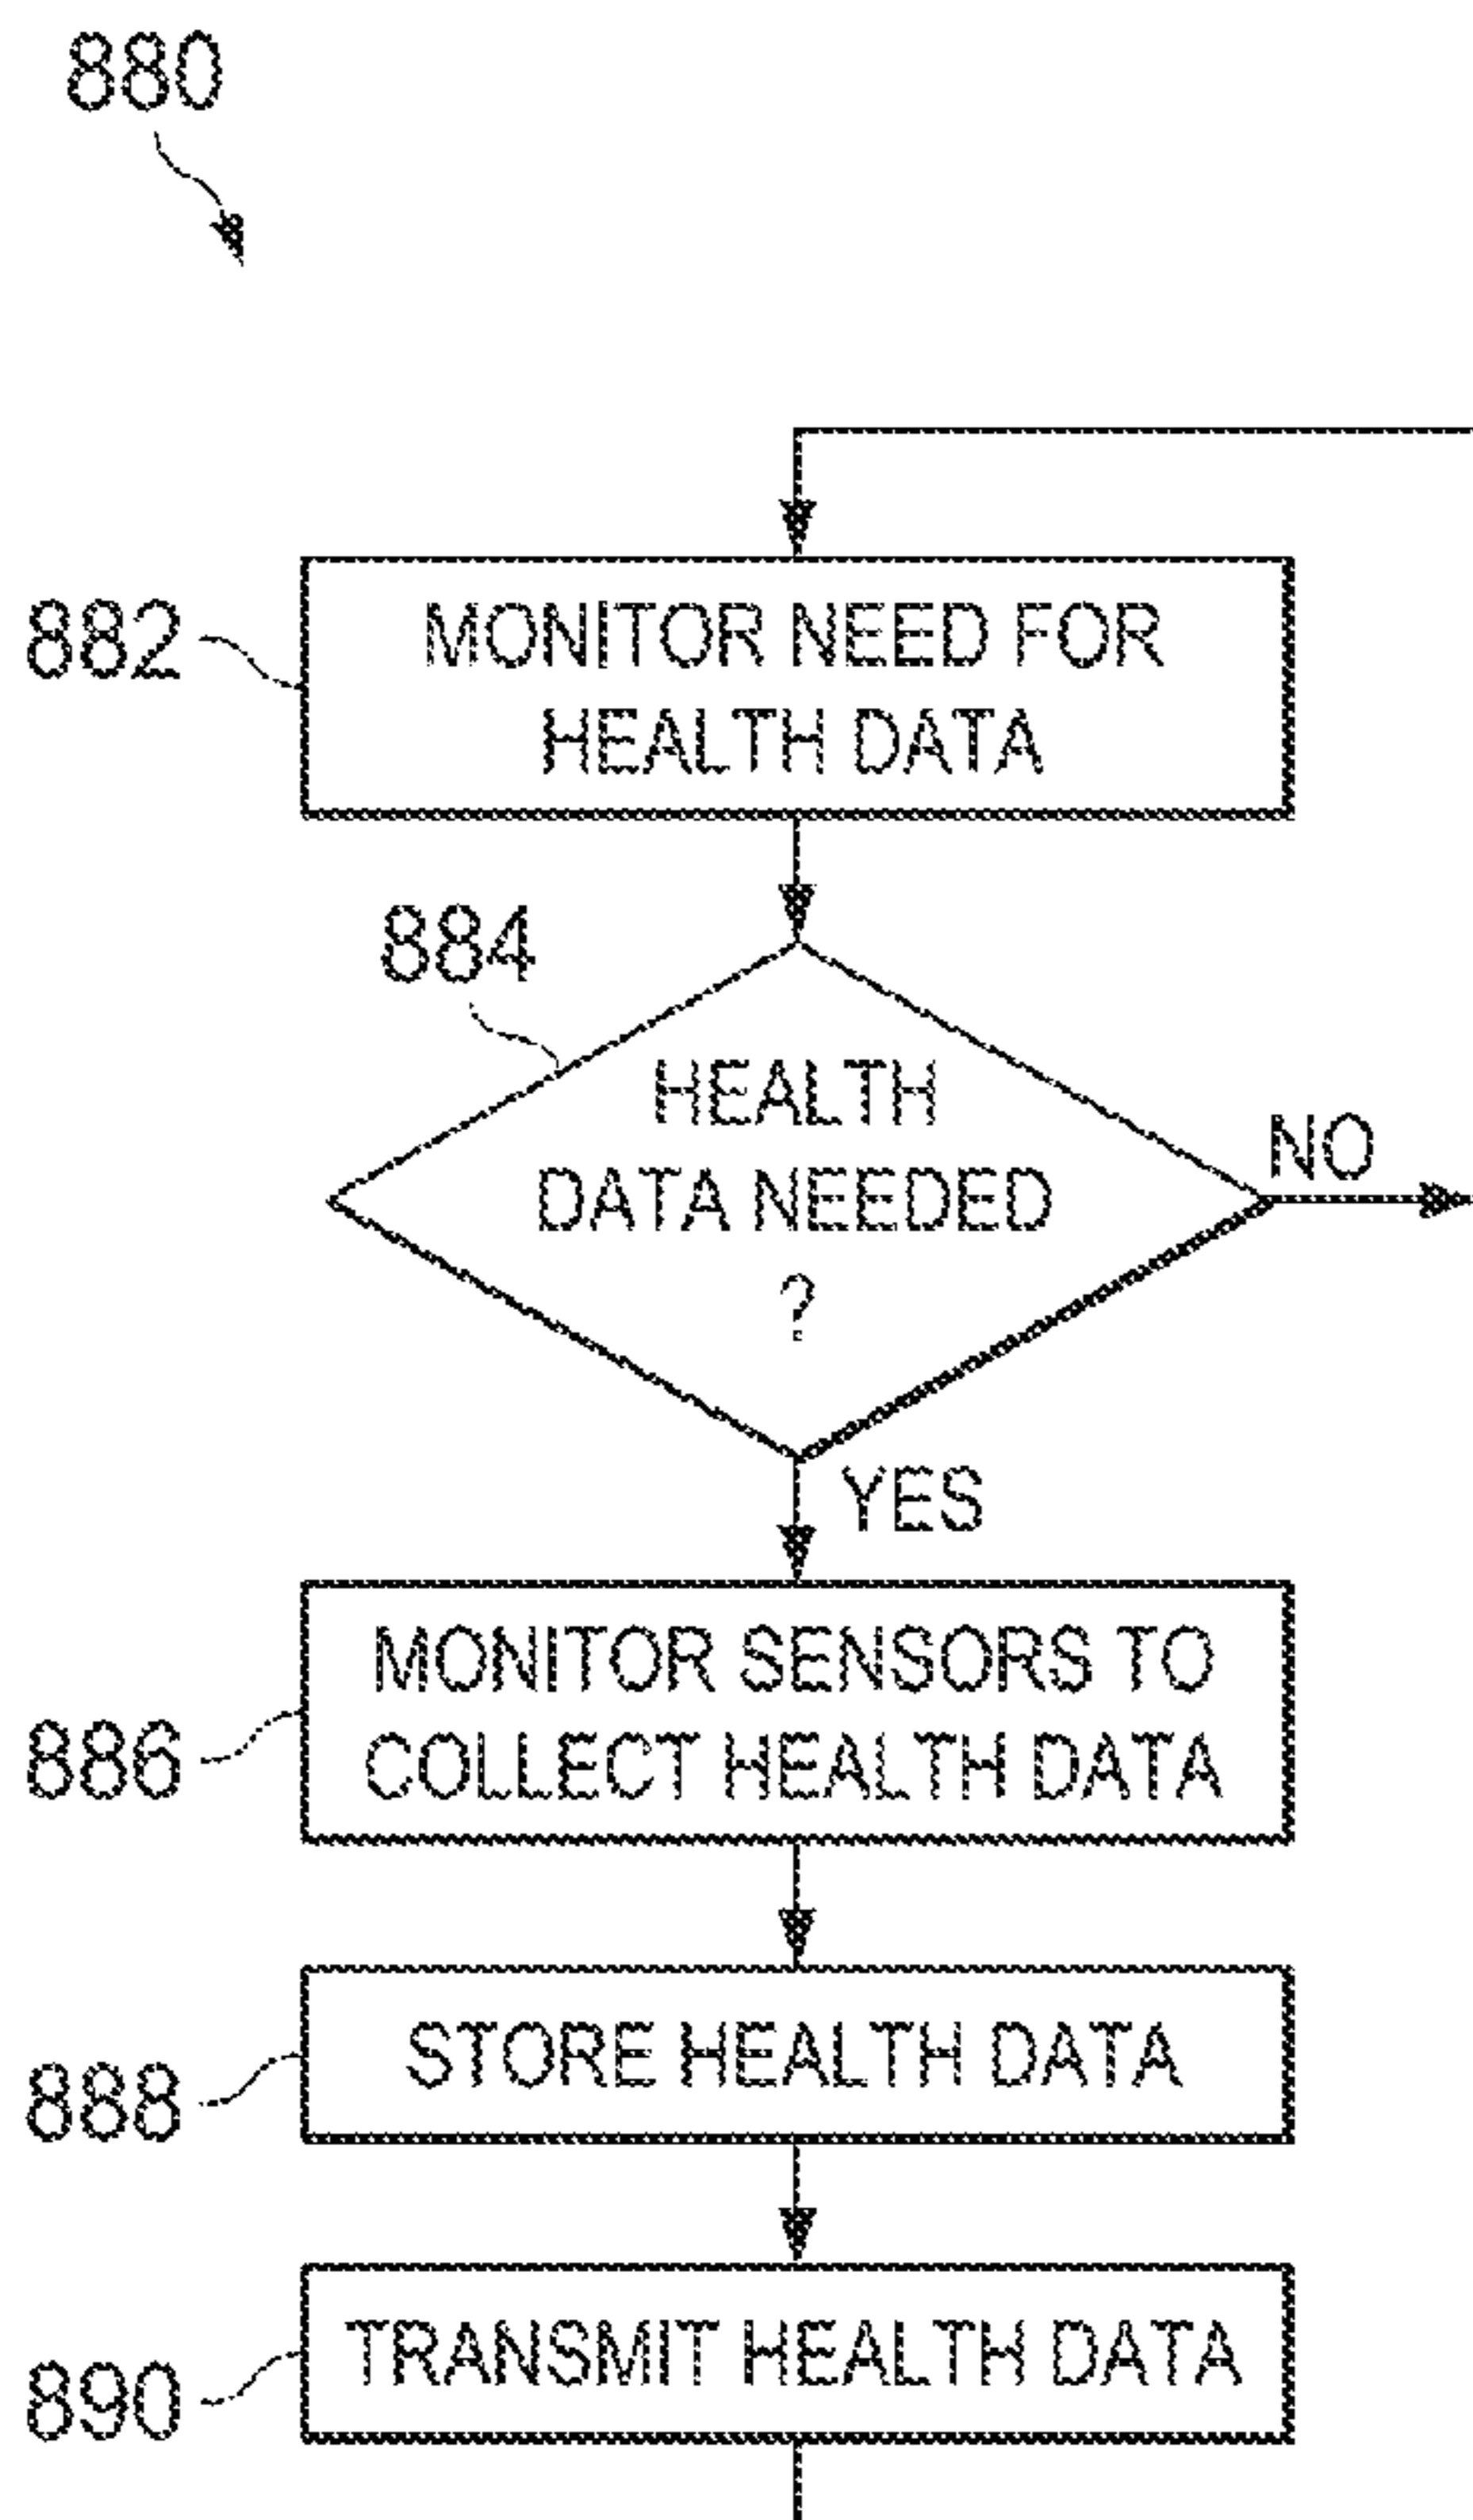 880
882
MONITOR NEED FOR
HEALTH DATA
884
HEALTH
DATA NEEDED
?
NO
YES
886
MONITOR SENSORS TO
COLLECT HEALTH DATA
888
STORE HEALTH DATA
890
TRANSMIT HEALTH DATA